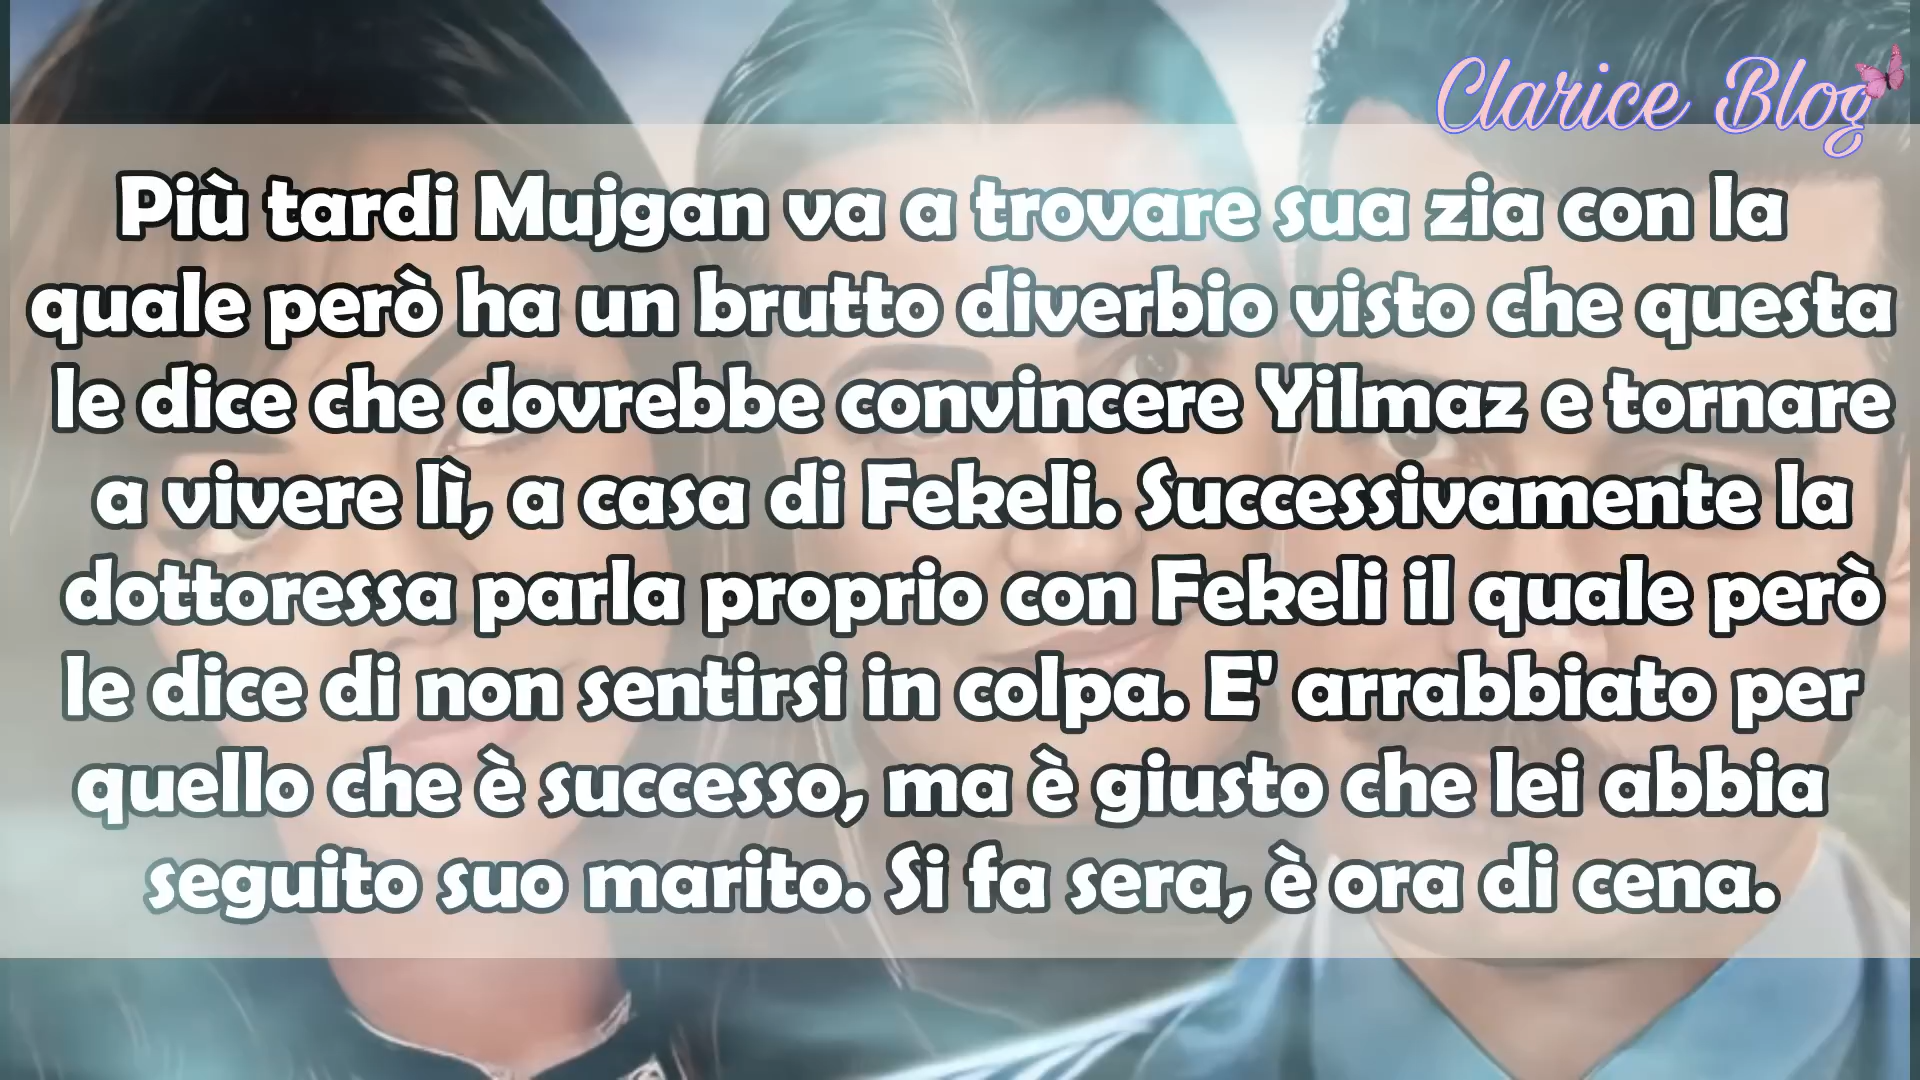 Clarice Blog
Più tardi Mujgan va a trovare sua zia con la
quale però ha un brutto diverbio visto che questa
le dice che dovrebbe convincere Yilmaz e tornare
a vivere lì, a casa di Fekeli. Successivamente la
dottoressa parla proprio con Fekeli il quale però
le dice di non sentirsi in colpa. E' arrabbiato per
quello che è successo, ma è giusto che lei abbia
seguito suo marito. Si fa sera, è ora di cena.